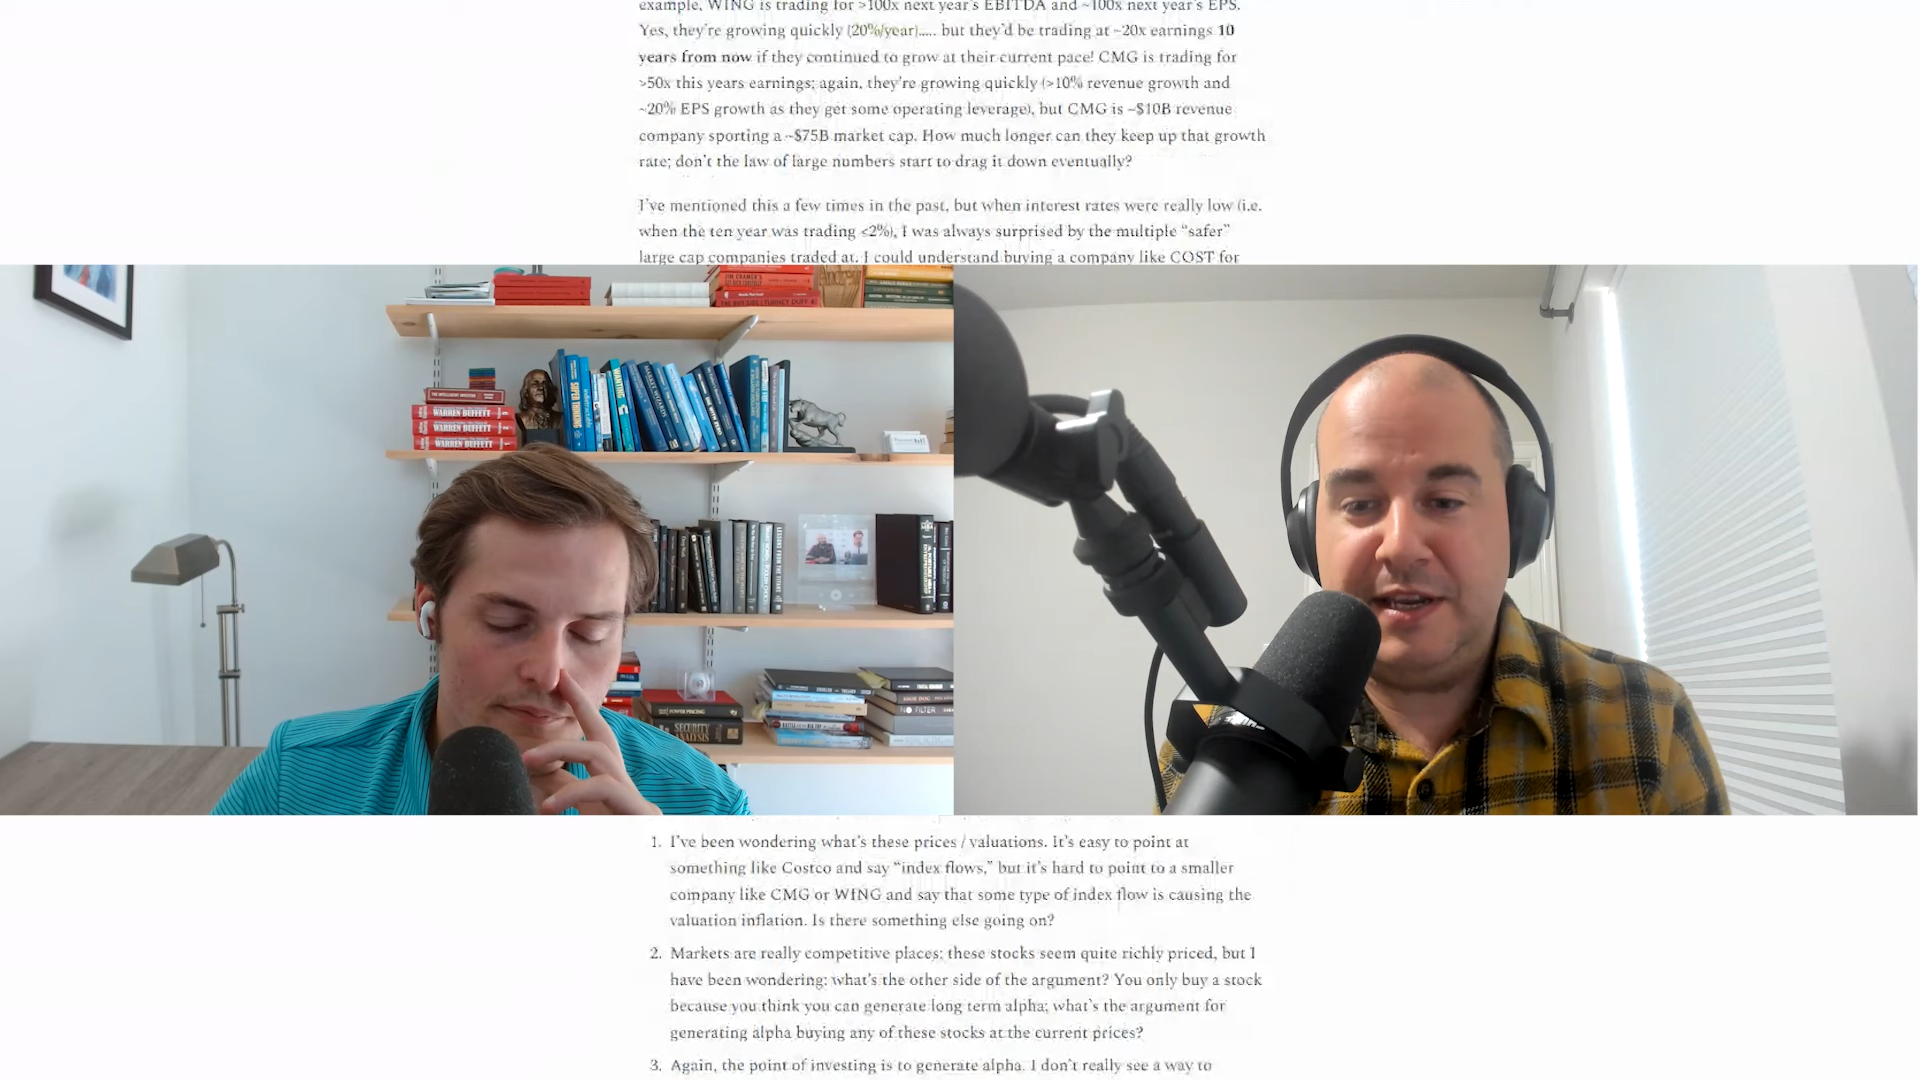 example, WING is trading for >100x next year's EBITDA and ~100x next year's EPS.
Yes, they're growing quickly (20%/year)..... but they'd be trading at ~20x earnings 10
years from now if they continued to grow at their current pace! CMG is trading for
>50x this years earnings; again, they're growing quickly (>10% revenue growth and
~20% EPS growth as they get some operating leverage), but CMG is ~$10B revenue
company sporting a ~$75B market cap. How much longer can they keep up that growth
rate; don't the law of large numbers start to drag it down eventually?
I've mentioned this a few times in the past, but when interest rates were really low (i.e.
when the ten year was trading <2%), I was always surprised by the multiple “safer”
large cap companies traded at. I could understand buying a company like COST for
THE INTELLIGENT INVESTOR
WARREN BUFFETT
WARREN BUFFETT
WARREN BUFFETT
SUPER THINKING
POWER PRICING
SECURITY ANALYSIS
SHOE DOG
NO FILTER
1. I've been wondering what's these prices / valuations. It's easy to point at
something like Costco and say “index flows,” but it's hard to point to a smaller
company like CMG or WING and say that some type of index flow is causing the
valuation inflation. Is there something else going on?
2. Markets are really competitive places; these stocks seem quite richly priced, but I
have been wondering: what's the other side of the argument? You only buy a stock
because you think you can generate long term alpha; what's the argument for
generating alpha buying any of these stocks at the current prices?
3. Again, the point of investing is to generate alpha. I don't really see a way to